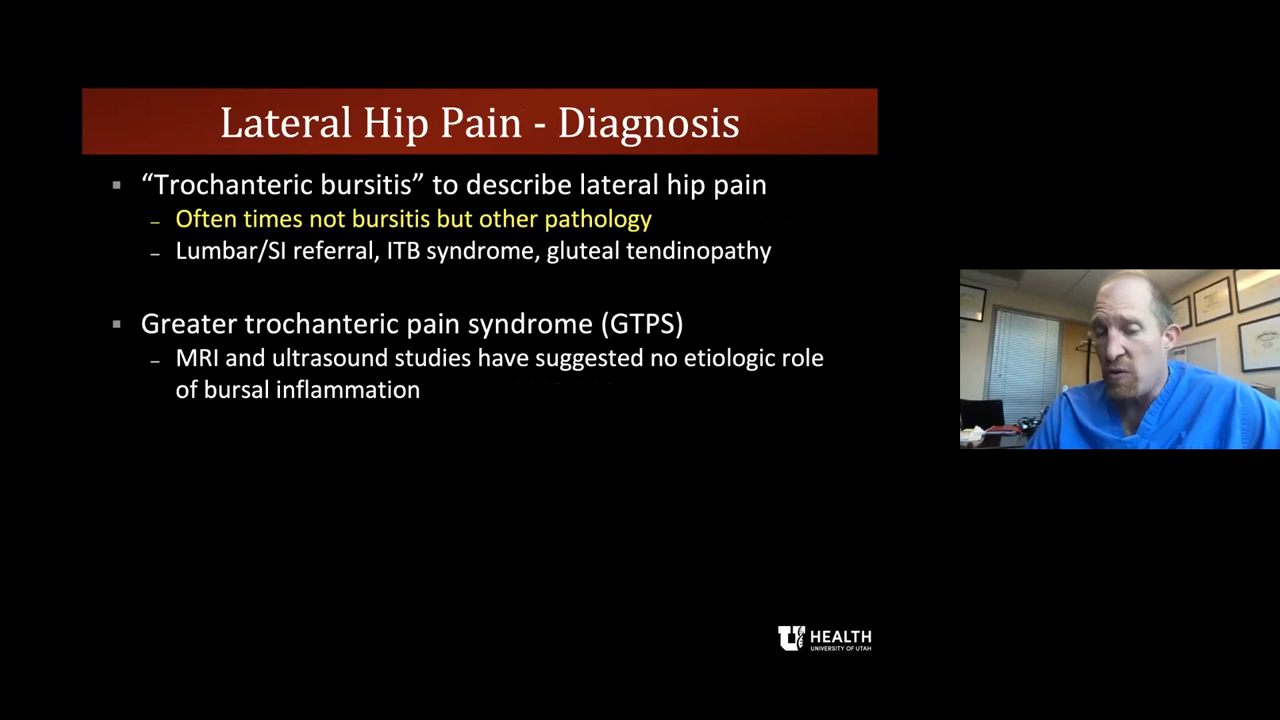 Lateral Hip Pain - Diagnosis
▪ “Trochanteric bursitis” to describe lateral hip pain
– Often times not bursitis but other pathology
– Lumbar/SI referral, ITB syndrome, gluteal tendinopathy
▪ Greater trochanteric pain syndrome (GTPS)
– MRI and ultrasound studies have suggested no etiologic role
of bursal inflammation
U HEALTH
UNIVERSITY OF UTAH